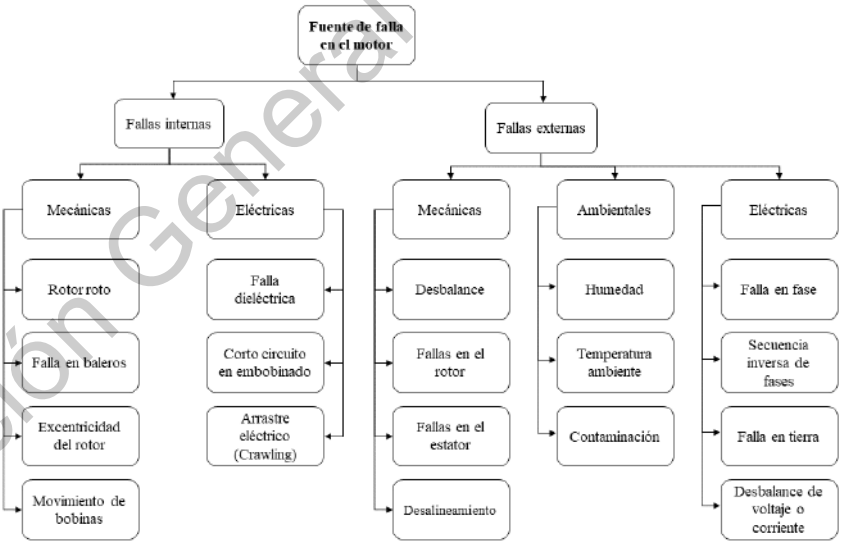 Fuente de falla
en el motor
Fallas internas
Fallas externas
Mecánicas
Eléctricas
Mecánicas
Ambientales
Eléctricas
Rotor roto
Falla
dieléctrica
Desbalance
Humedad
Falla en fase
Falla en baleros
Corto circuito
en embobinado
Fallas en el
rotor
Temperatura
ambiente
Secuencia
inversa de
fases
Excentricidad
del rotor
Arrastre
eléctrico
(Crawling)
Fallas en el
estator
Contaminación
Falla en tierra
Movimiento de
bobinas
Desalineamiento
Desbalance de
voltaje o
corriente
General